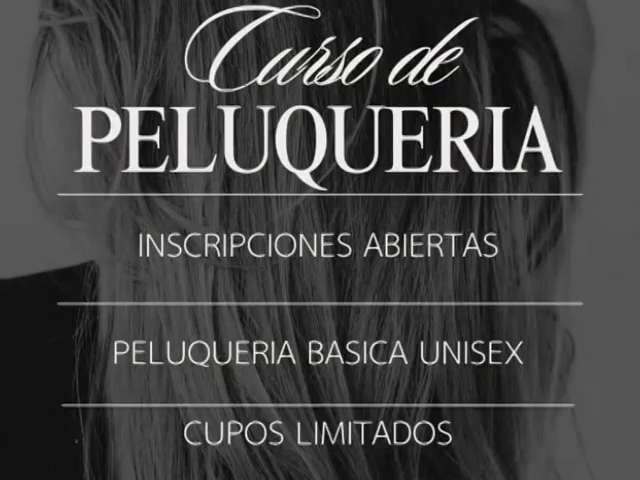 Curso de
PELUQUERIA
INSCRIPCIONES ABIERTAS
PELUQUERIA BASICA UNISEX
CUPOS LIMITADOS